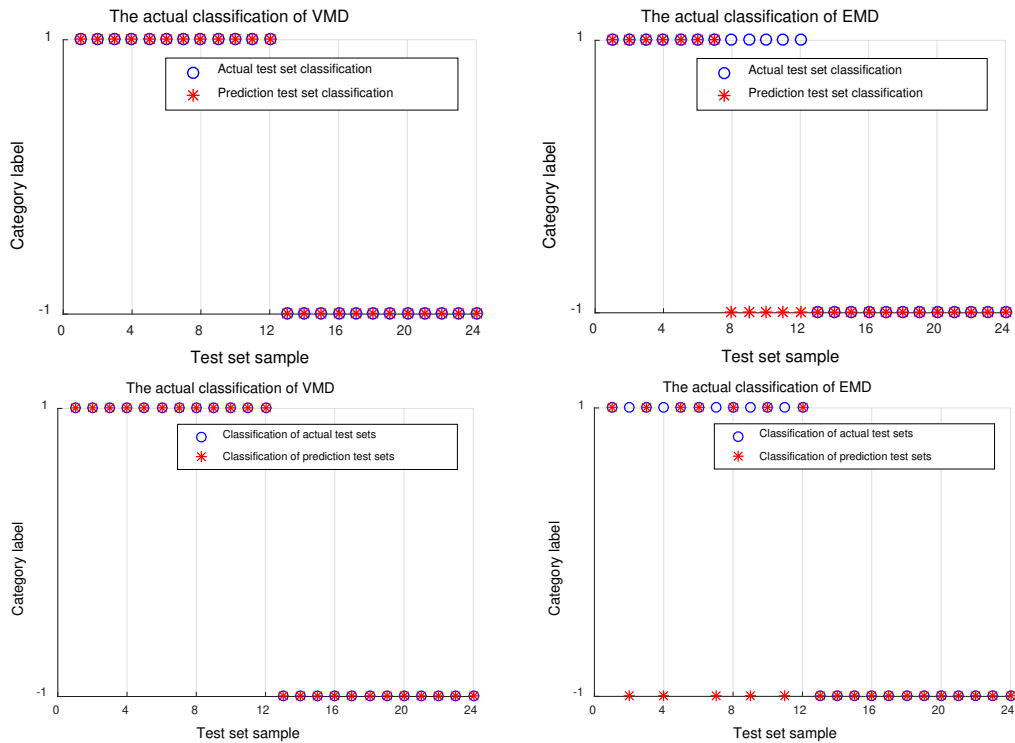 The actual classification of VMD
1
Actual test set classification
Prediction test set classification
Category label
-1
0 4 8 12 16 20 24
Test set sample
The actual classification of EMD
1
Actual test set classification
Prediction test set classification
Category label
-1
0 4 8 12 16 20 24
Test set sample
The actual classification of VMD
1
Classification of actual test sets
Classification of prediction test sets
Category label
-1
0 4 8 12 16 20 24
Test set sample
The actual classification of EMD
1
Classification of actual test sets
Classification of prediction test sets
Category label
-1
0 4 8 12 16 20 24
Test set sample